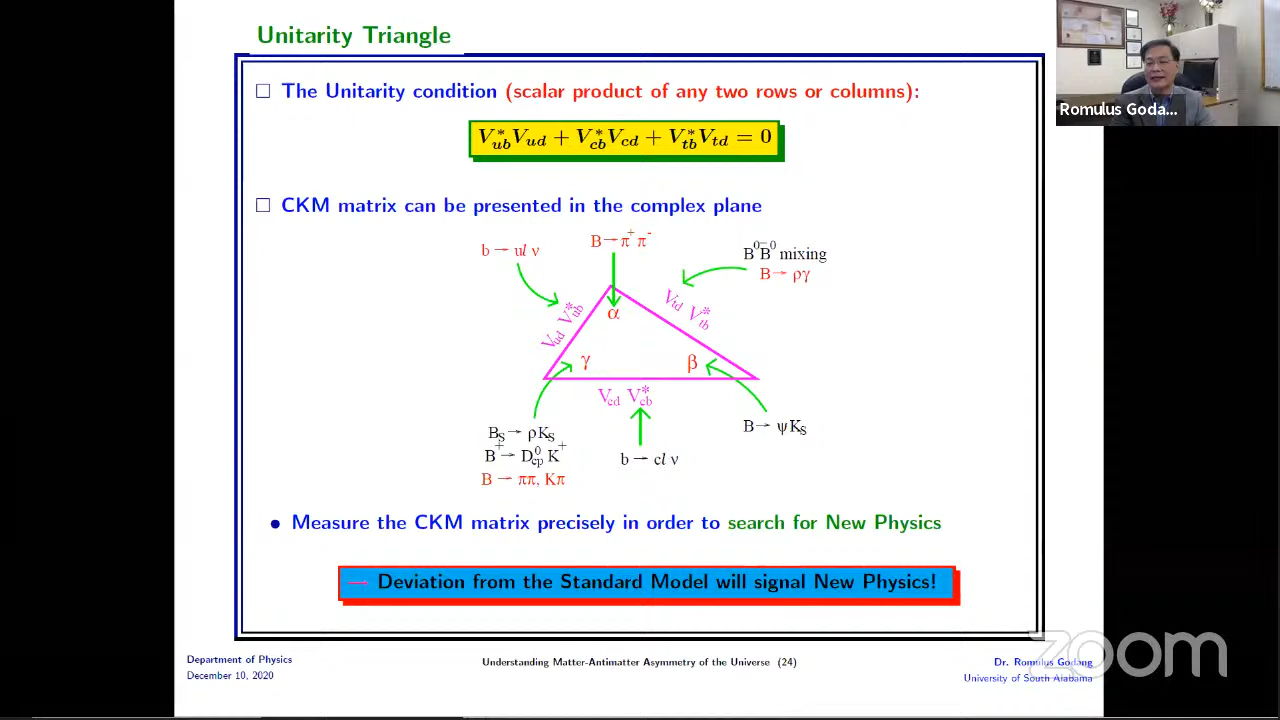 Unitarity Triangle
Romulus Goda...
□ The Unitarity condition (scalar product of any two rows or columns):
V*ub Vud + V*cb Vcd + V*tb Vtd = 0
□ CKM matrix can be presented in the complex plane
B → π⁺ π⁻
b → ul ν
B⁰B̄⁰ mixing
B → ργ
Vud V*ub
Vtd V*tb
α
γ
β
Vcd V*cb
B → ψKS
BS → ρKS
B⁺ → D⁰cp K⁺
B → ππ, Kπ
b → cl ν
• Measure the CKM matrix precisely in order to search for New Physics
— Deviation from the Standard Model will signal New Physics!
zoom
Department of Physics
December 10, 2020
Understanding Matter-Antimatter Asymmetry of the Universe (24)
Dr. Romulus Godang
University of South Alabama